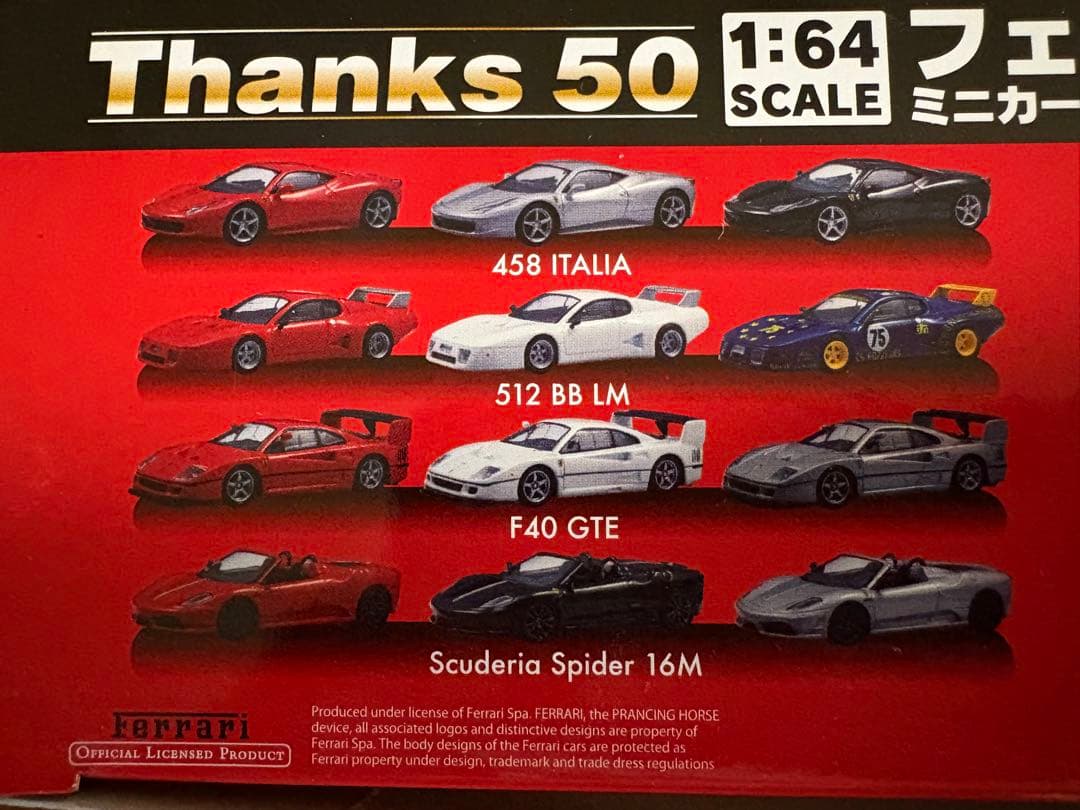 Thanks 50
1:64
SCALE
フェ
ミニカー
458 ITALIA
75
512 BB LM
F40 GTE
Scuderia Spider 16M
Ferrari
OFFICIAL LICENSED PRODUCT
Produced under license of Ferrari Spa. FERRARI, the PRANCING HORSE
device, all associated logos and distinctive designs are property of
Ferrari Spa. The body designs of the Ferrari cars are protected as
Ferrari property under design, trademark and trade dress regulations